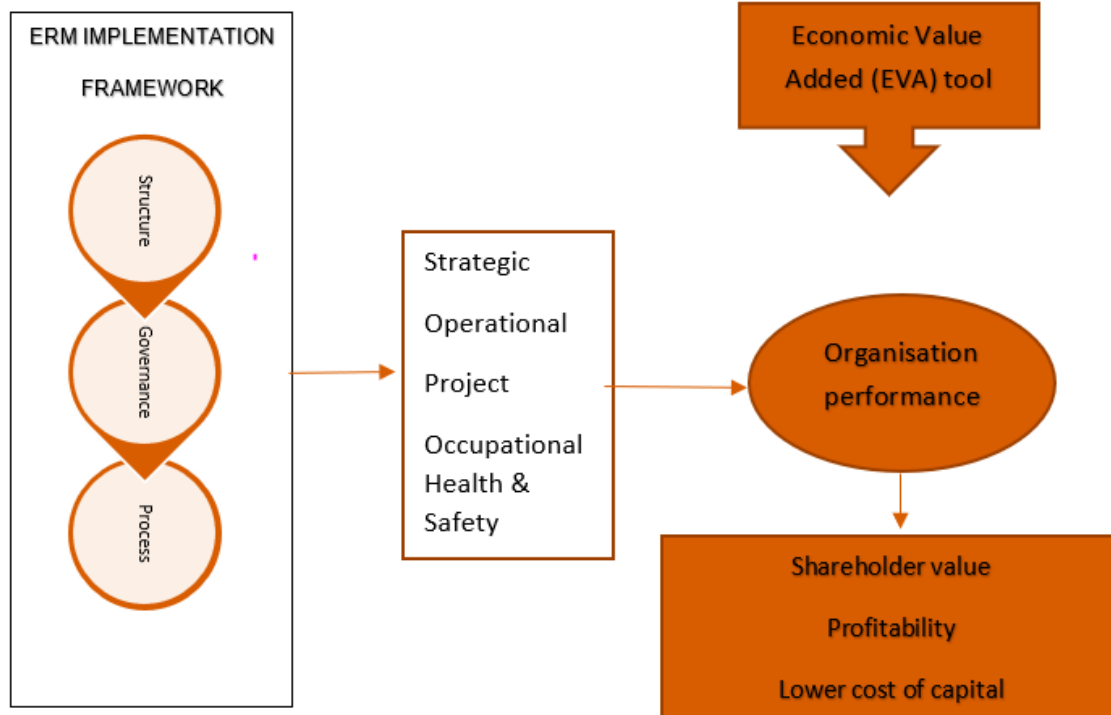 ERM IMPLEMENTATION
FRAMEWORK
Structure
Governance
Process
Strategic
Operational
Project
Occupational
Health &
Safety
Economic Value
Added (EVA) tool
Organisation
performance
Shareholder value
Profitability
Lower cost of capital